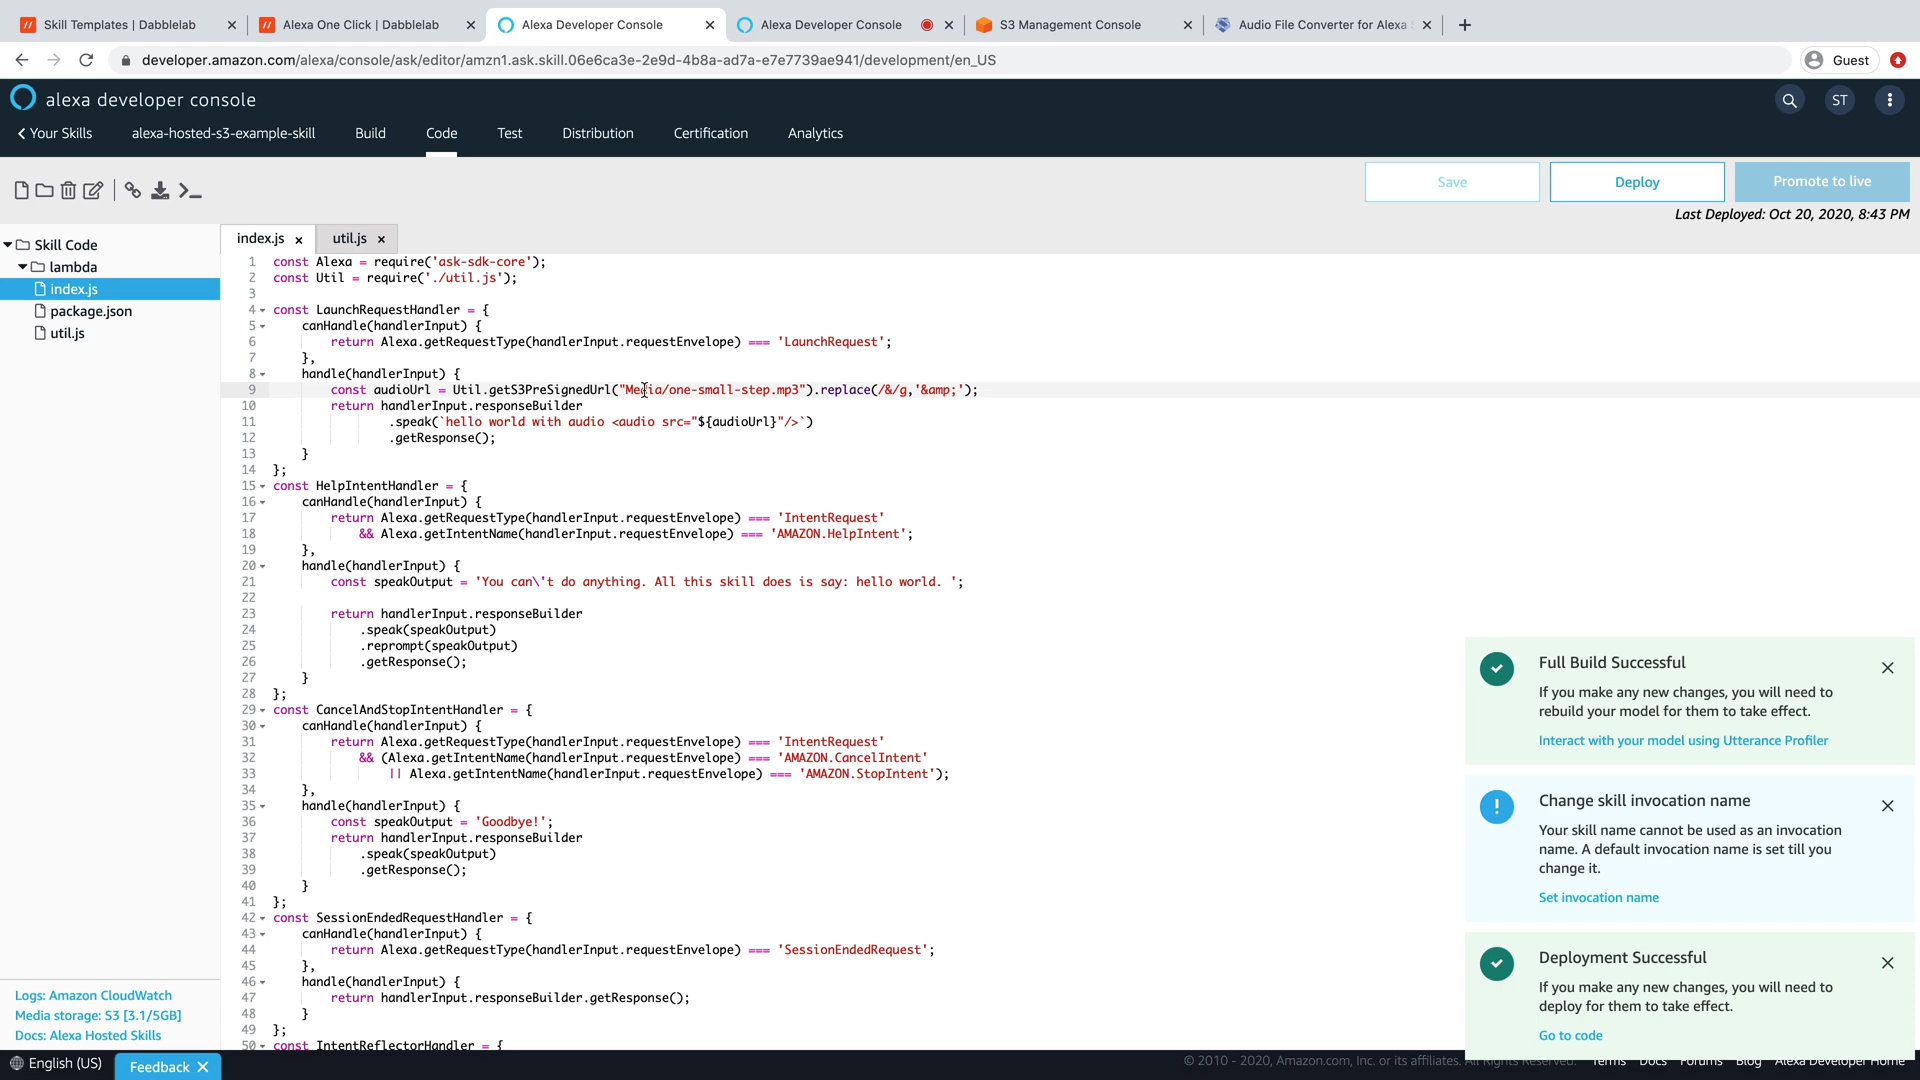 Skill Templates | Dabblelab
Alexa One Click | Dabblelab
Alexa Developer Console
Alexa Developer Console
S3 Management Console
Audio File Converter for Alexa
developer.amazon.com/alexa/console/ask/editor/amzn1.ask.skill.06e6ca3e-2e9d-4b8a-ad7a-e7e7739ae941/development/en_US
Guest
alexa developer console
ST
Your Skills
alexa-hosted-s3-example-skill
Build
Code
Test
Distribution
Certification
Analytics
Save
Deploy
Promote to live
Last Deployed: Oct 20, 2020, 8:43 PM
Skill Code
lambda
index.js
package.json
util.js
index.js x
util.js x
1 const Alexa = require('ask-sdk-core');
2 const Util = require('./util.js');
3
4 const LaunchRequestHandler = {
5 canHandle(handlerInput) {
6 return Alexa.getRequestType(handlerInput.requestEnvelope) === 'LaunchRequest';
7 },
8 handle(handlerInput) {
9 const audioUrl = Util.getS3PreSignedUrl("Media/one-small-step.mp3").replace(/&/g,'&amp;');
10 return handlerInput.responseBuilder
11 .speak(`hello world with audio <audio src="${audioUrl}"/>`)
12 .getResponse();
13 }
14 };
15 const HelpIntentHandler = {
16 canHandle(handlerInput) {
17 return Alexa.getRequestType(handlerInput.requestEnvelope) === 'IntentRequest'
18 && Alexa.getIntentName(handlerInput.requestEnvelope) === 'AMAZON.HelpIntent';
19 },
20 handle(handlerInput) {
21 const speakOutput = 'You can\'t do anything. All this skill does is say: hello world. ';
22
23 return handlerInput.responseBuilder
24 .speak(speakOutput)
25 .reprompt(speakOutput)
26 .getResponse();
27 }
28 };
29 const CancelAndStopIntentHandler = {
30 canHandle(handlerInput) {
31 return Alexa.getRequestType(handlerInput.requestEnvelope) === 'IntentRequest'
32 && (Alexa.getIntentName(handlerInput.requestEnvelope) === 'AMAZON.CancelIntent'
33 || Alexa.getIntentName(handlerInput.requestEnvelope) === 'AMAZON.StopIntent');
34 },
35 handle(handlerInput) {
36 const speakOutput = 'Goodbye!';
37 return handlerInput.responseBuilder
38 .speak(speakOutput)
39 .getResponse();
40 }
41 };
42 const SessionEndedRequestHandler = {
43 canHandle(handlerInput) {
44 return Alexa.getRequestType(handlerInput.requestEnvelope) === 'SessionEndedRequest';
45 },
46 handle(handlerInput) {
47 return handlerInput.responseBuilder.getResponse();
48 }
49 };
50 const IntentReflectorHandler = {
Full Build Successful
If you make any new changes, you will need to
rebuild your model for them to take effect.
Interact with your model using Utterance Profiler
Change skill invocation name
Your skill name cannot be used as an invocation
name. A default invocation name is set till you
change it.
Set invocation name
Deployment Successful
If you make any new changes, you will need to
deploy for them to take effect.
Go to code
Logs: Amazon CloudWatch
Media storage: S3 [3.1/5GB]
Docs: Alexa Hosted Skills
English (US)
Feedback
© 2010 - 2020, Amazon.com, Inc. or its affiliates. All Rights Reserved.
Terms Docs Forums Blog Alexa Developer Home